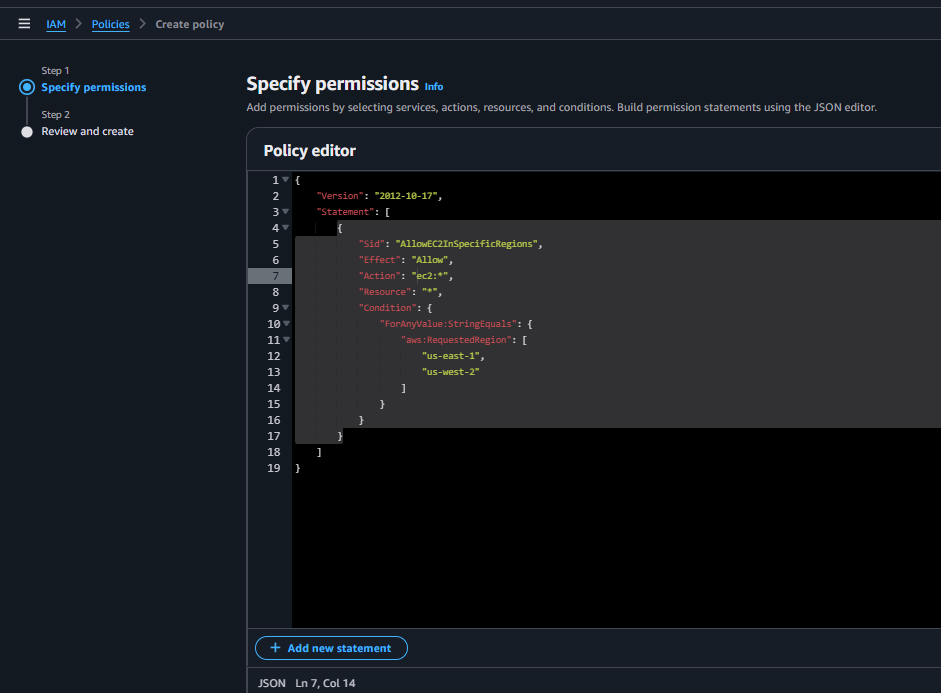 IAM > Policies > Create policy
Step 1
Specify permissions
Step 2
Review and create
Specify permissions Info
Add permissions by selecting services, actions, resources, and conditions. Build permission statements using the JSON editor.
Policy editor
1 {
2     "Version": "2012-10-17",
3     "Statement": [
4         {
5             "Sid": "AllowEC2InSpecificRegions",
6             "Effect": "Allow",
7             "Action": "ec2:*",
8             "Resource": "*",
9             "Condition": {
10                 "ForAnyValue:StringEquals": {
11                     "aws:RequestedRegion": [
12                         "us-east-1",
13                         "us-west-2"
14                     ]
15                 }
16             }
17         }
18     ]
19 }
+ Add new statement
JSON Ln 7, Col 14